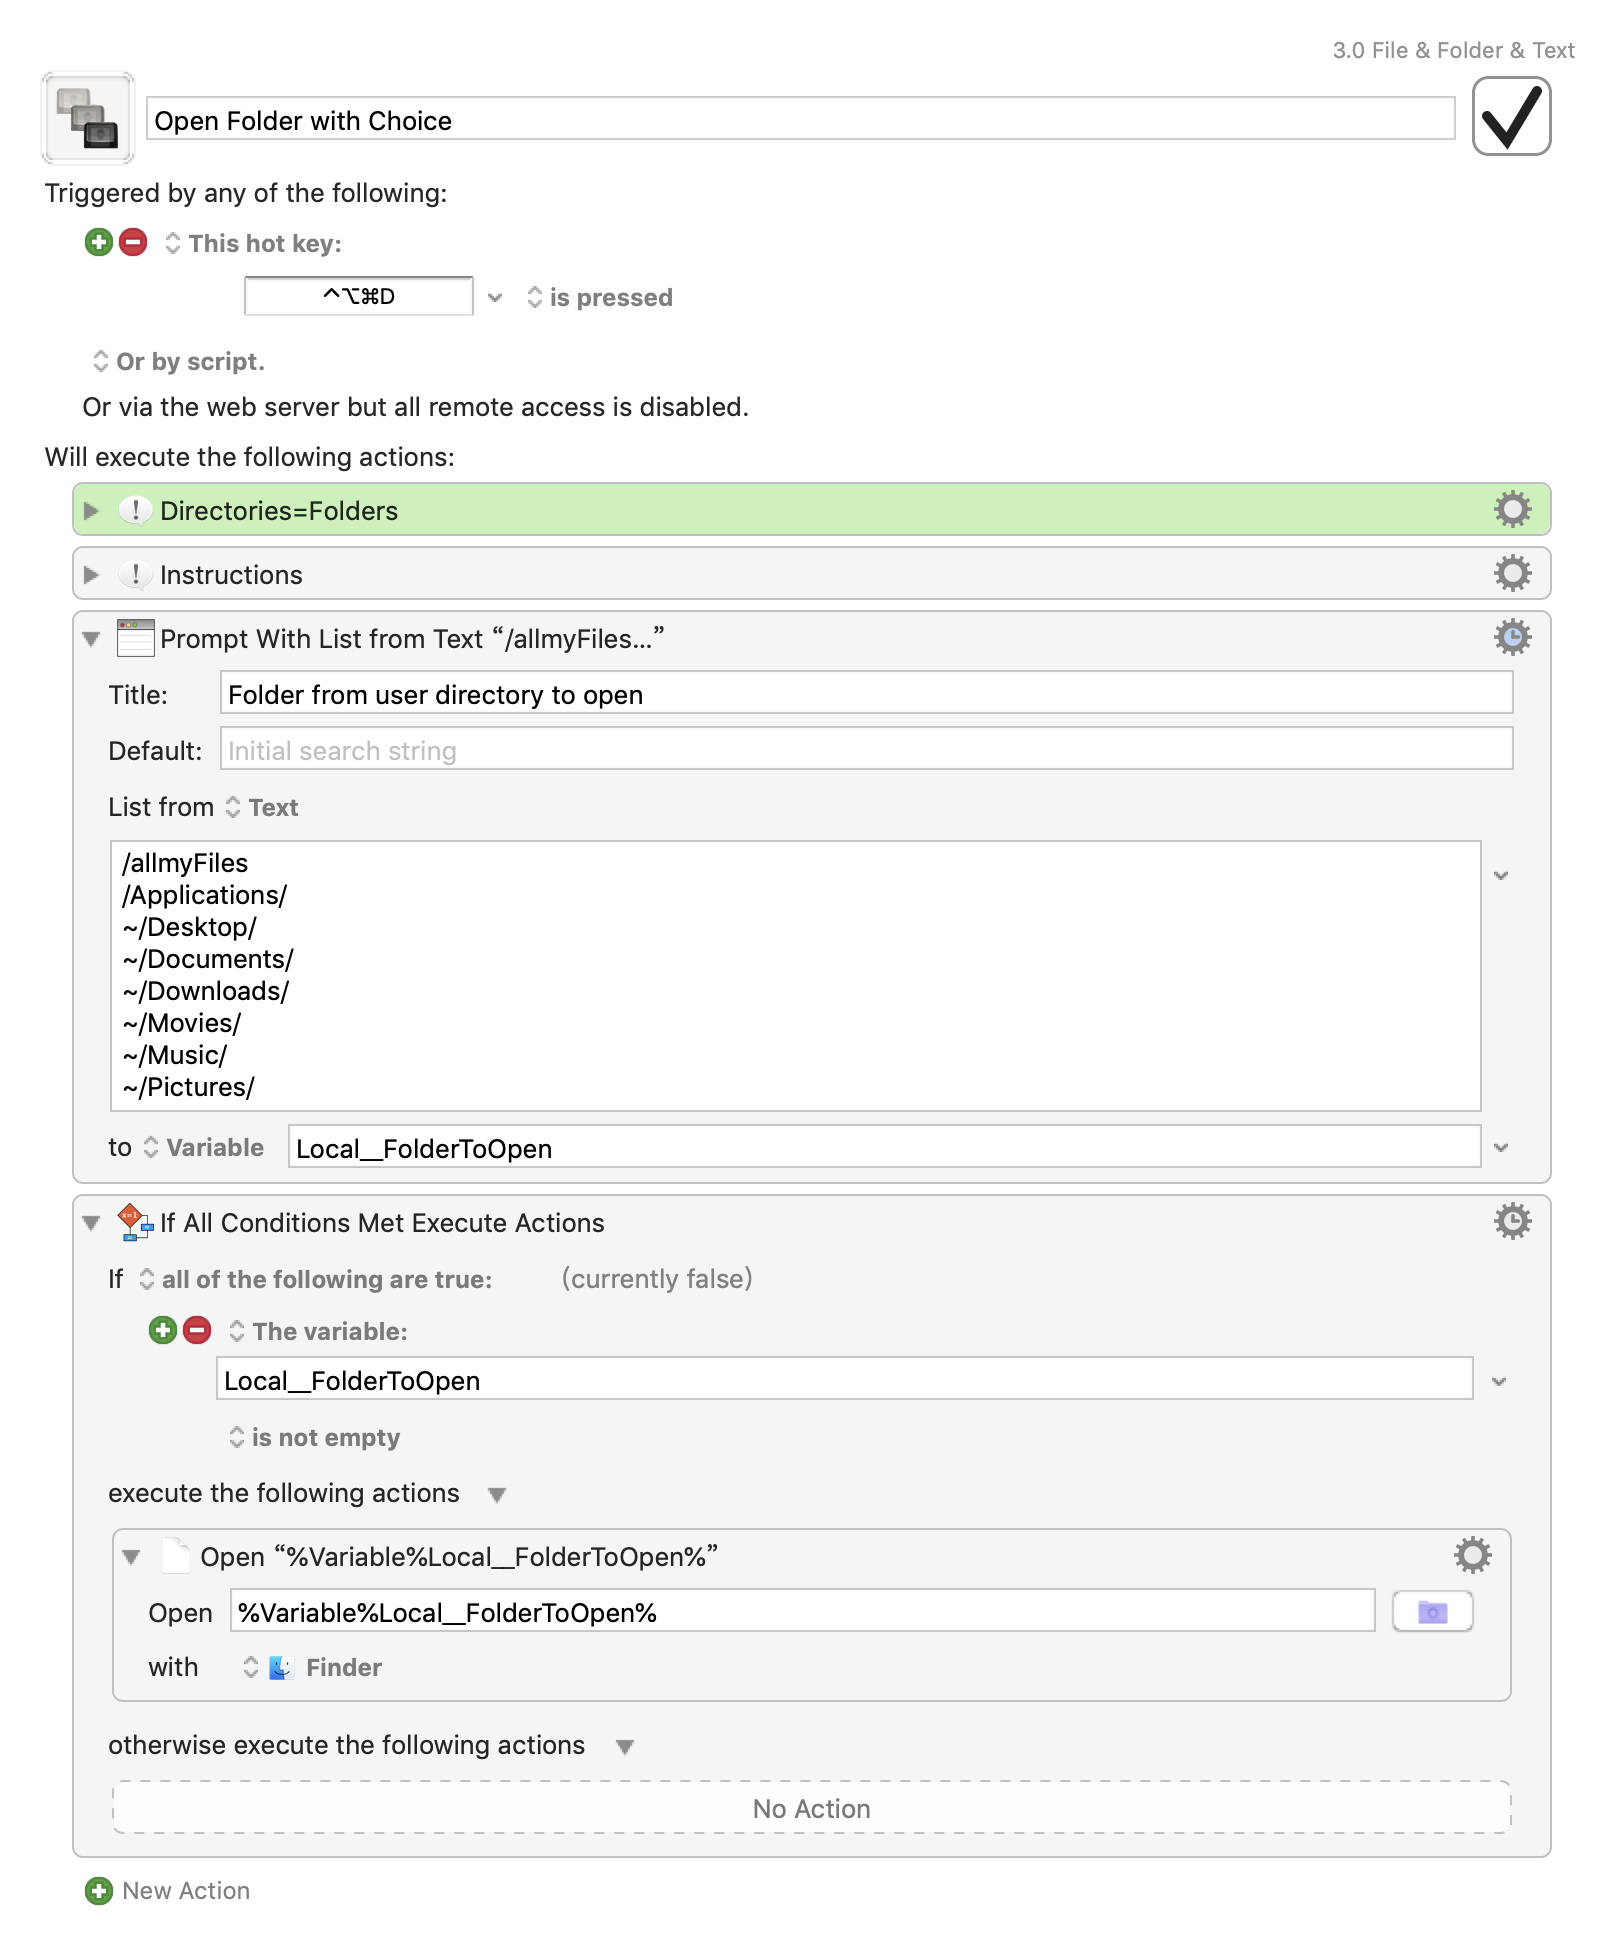 3.0 File & Folder & Text
Open Folder with Choice
Triggered by any of the following:
This hot key:
^⌥⌘D
is pressed
Or by script.
Or via the web server but all remote access is disabled.
Will execute the following actions:
Directories=Folders
Instructions
Prompt With List from Text “/allmyFiles…”
Title: Folder from user directory to open
Default: Initial search string
List from Text
/allmyFiles
/Applications/
~/Desktop/
~/Documents/
~/Downloads/
~/Movies/
~/Music/
~/Pictures/
to Variable Local__FolderToOpen
If All Conditions Met Execute Actions
If all of the following are true: (currently false)
The variable:
Local__FolderToOpen
is not empty
execute the following actions
Open “%Variable%Local__FolderToOpen%”
Open %Variable%Local__FolderToOpen%
with Finder
otherwise execute the following actions
No Action
New Action